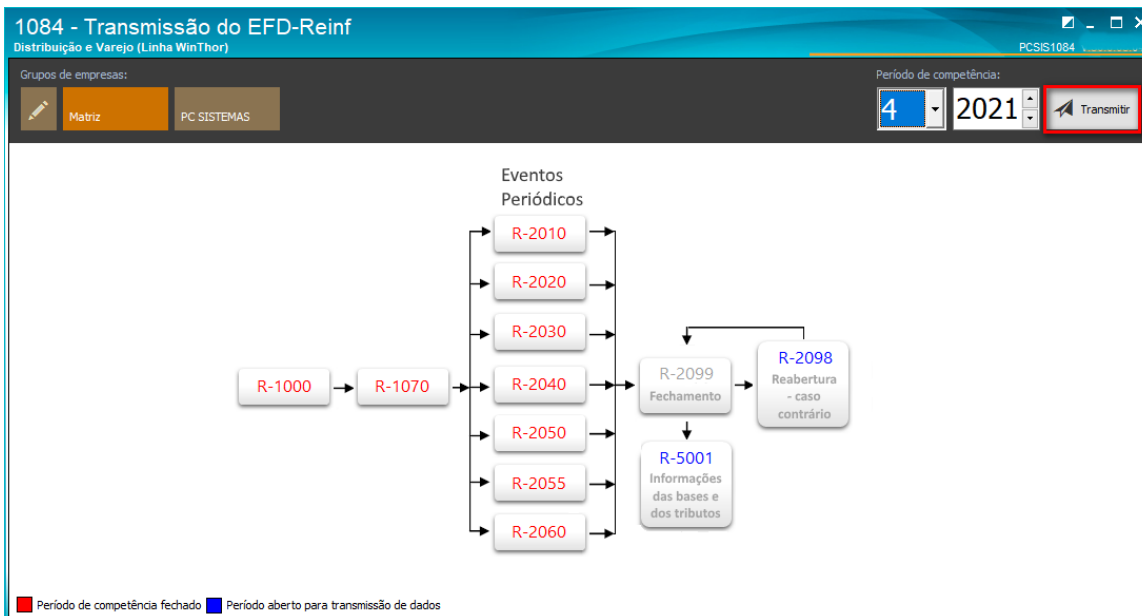 1084 - Transmissão do EFD-Reinf
Distribuição e Varejo (Linha WinThor)
PCSIS1084
Grupos de empresas:
Matriz
PC SISTEMAS
Período de competência:
4
2021
Transmitir
Eventos
Periódicos
R-2010
R-2020
R-2030
R-1000
R-1070
R-2040
R-2050
R-2055
R-2060
R-2099
Fechamento
R-2098
Reabertura
- caso
contrário
R-5001
Informações
das bases e
dos tributos
Período de competência fechado
Período aberto para transmissão de dados